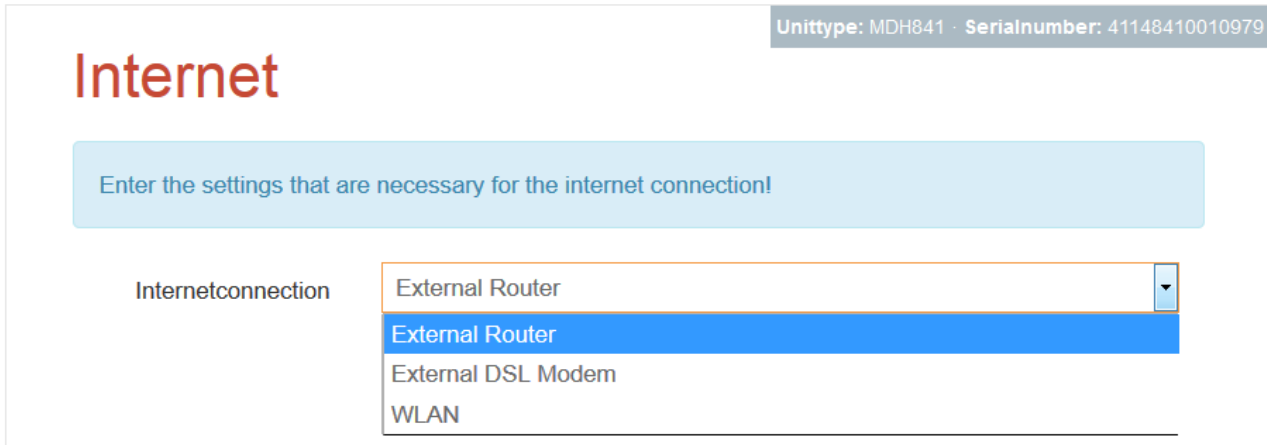 Unittype: MDH841 · Serialnumber: 41148410010979
Internet
Enter the settings that are necessary for the internet connection!
Internetconnection
External Router
External Router
External DSL Modem
WLAN